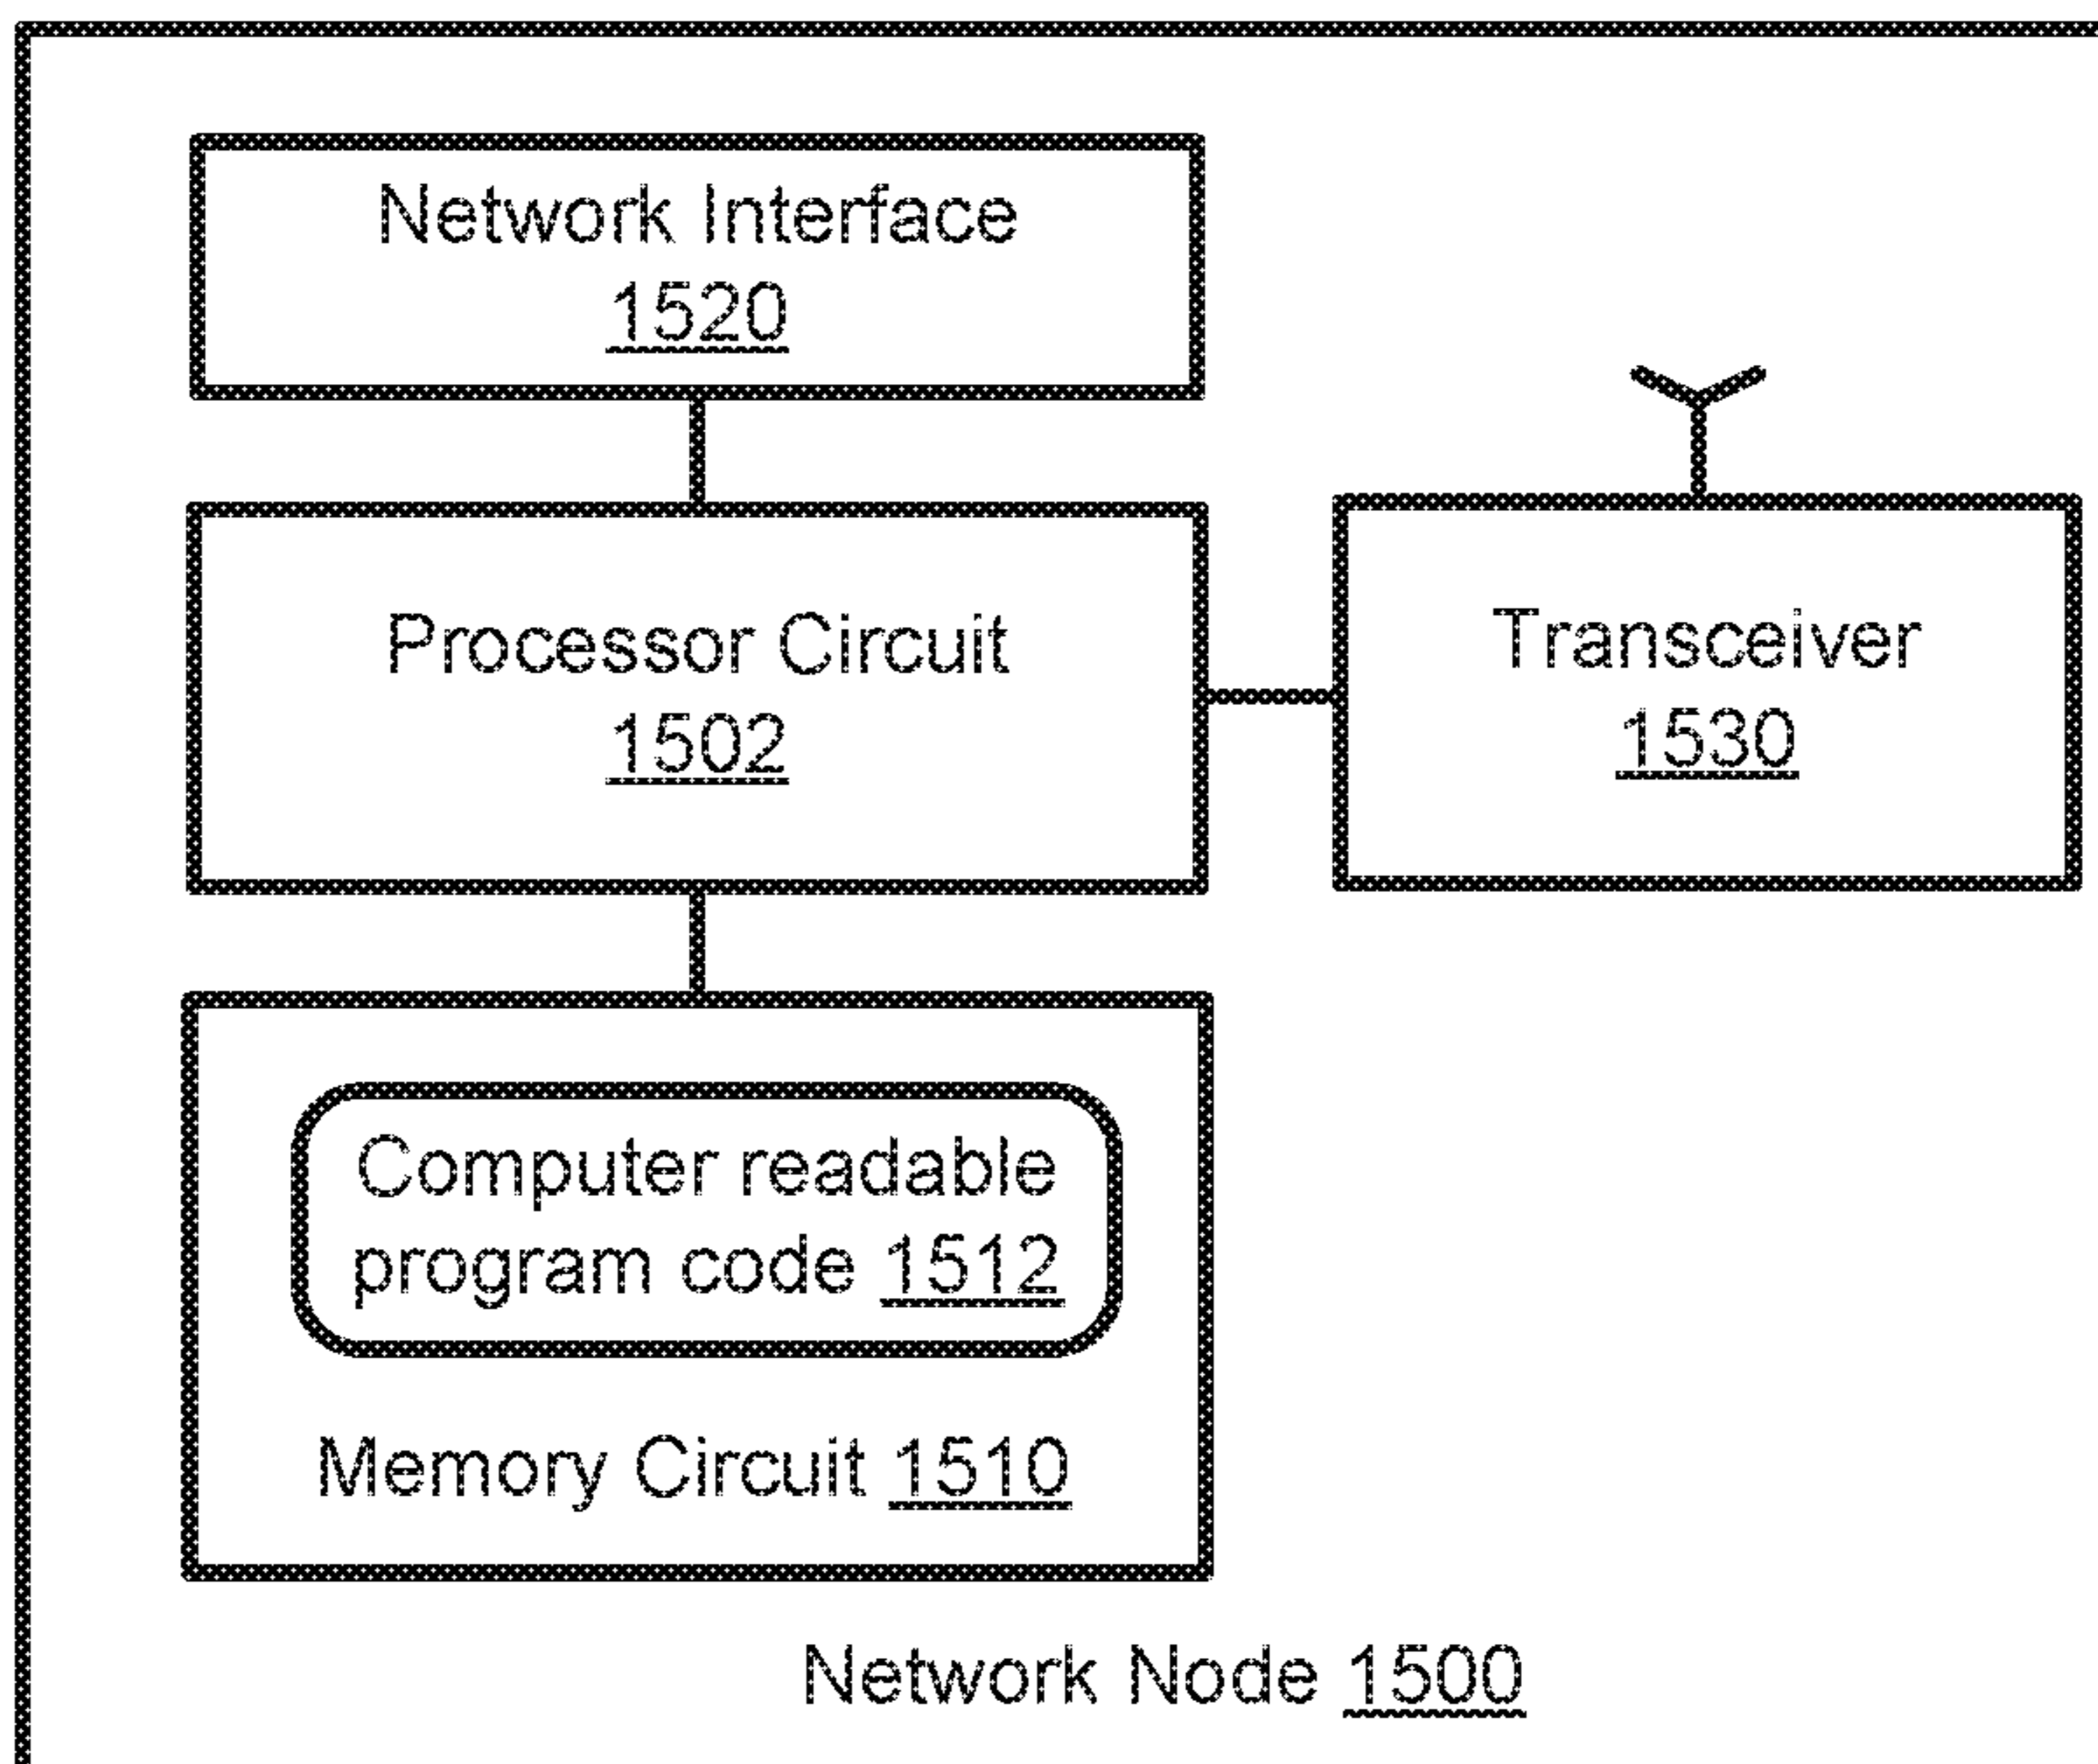 Network Interface
1520
Processor Circuit
1502
Transceiver
1530
Computer readable
program code 1512
Memory Circuit 1510
Network Node 1500